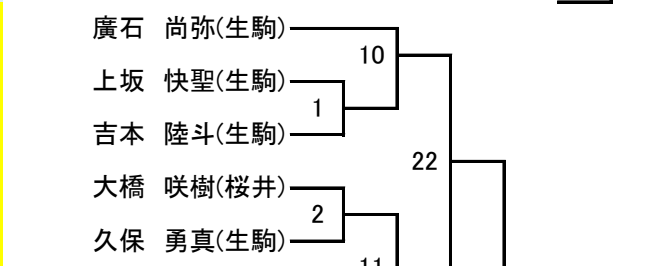 廣石 尚弥(生駒)
10
上坂 快聖(生駒)
1
吉本 陸斗(生駒)
22
大橋 咲樹(桜井)
2
久保 勇真(生駒)
11